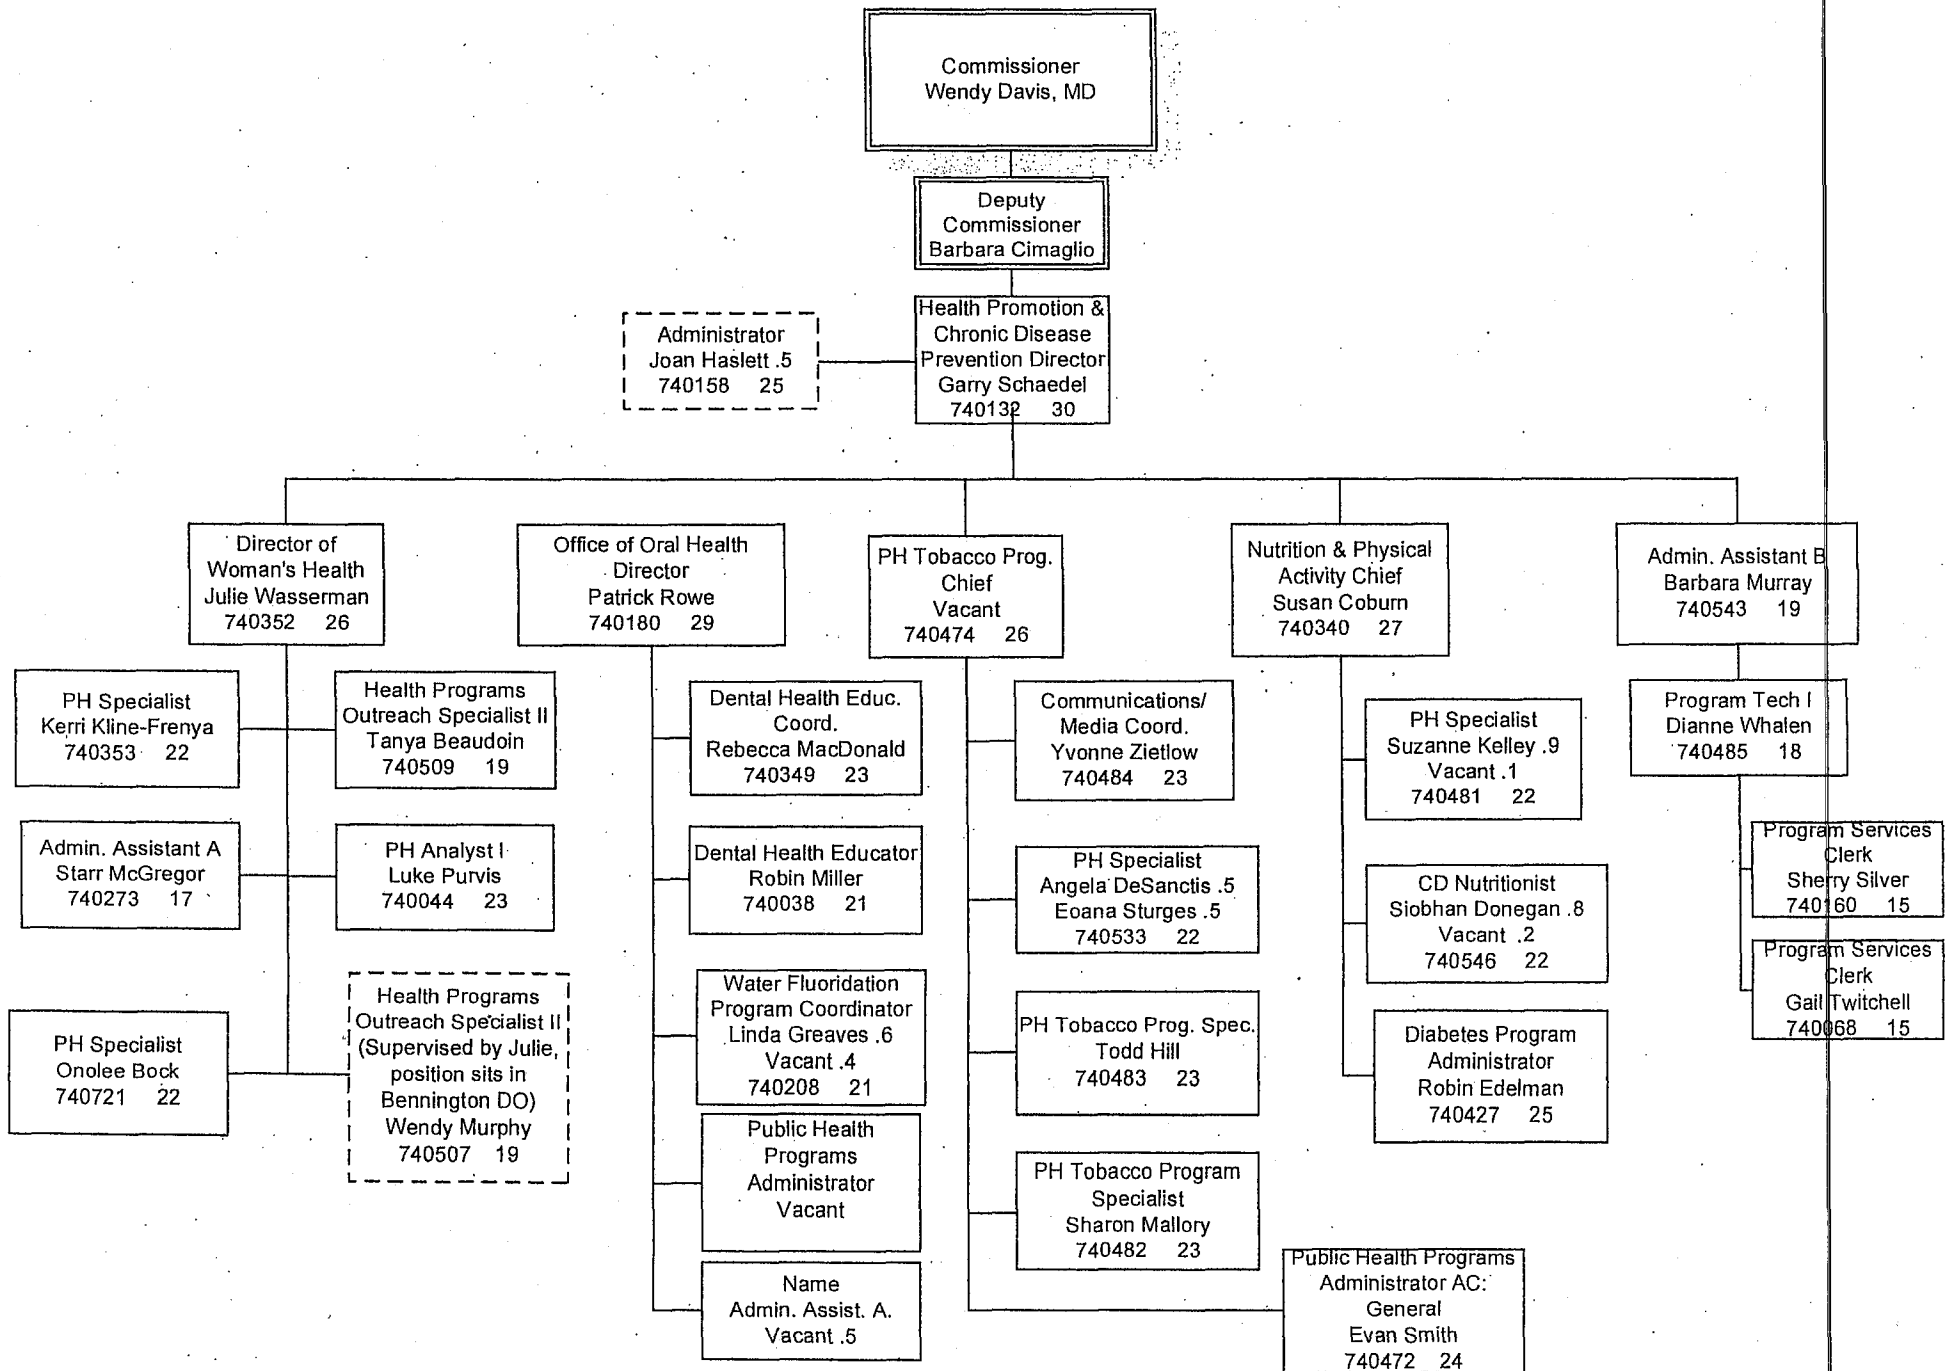 Commissioner
Wendy Davis, MD
Deputy
Commissioner
Barbara Cimaglio
Health Promotion &
Chronic Disease
Prevention Director
Garry Schaedel
740132 30
Administrator
Joan Haslett .5
740158 25
Director of
Woman's Health
Julie Wasserman
740352 26
PH Specialist
Kerri Kline-Frenya
740353 22
Health Programs
Outreach Specialist II
Tanya Beaudoin
740509 19
Admin. Assistant A
Starr McGregor
740273 17
PH Analyst I
Luke Purvis
740044 23
PH Specialist
Onolee Bock
740721 22
Health Programs
Outreach Specialist II
(Supervised by Julie,
position sits in
Bennington DO)
Wendy Murphy
740507 19
Office of Oral Health
Director
Patrick Rowe
740180 29
Dental Health Educ.
Coord.
Rebecca MacDonald
740349 23
Dental Health Educator
Robin Miller
740038 21
Water Fluoridation
Program Coordinator
Linda Greaves .6
Vacant .4
740208 21
Public Health
Programs
Administrator
Vacant
Name
Admin. Assist. A.
Vacant .5
PH Tobacco Prog.
Chief
Vacant
740474 26
Communications/
Media Coord.
Yvonne Zietlow
740484 23
PH Specialist
Angela DeSanctis .5
Eoana Sturges .5
740533 22
PH Tobacco Prog. Spec.
Todd Hill
740483 23
PH Tobacco Program
Specialist
Sharon Mallory
740482 23
Public Health Programs
Administrator AC:
General
Evan Smith
740472 24
Nutrition & Physical
Activity Chief
Susan Coburn
740340 27
PH Specialist
Suzanne Kelley .9
Vacant .1
740481 22
CD Nutritionist
Siobhan Donegan .8
Vacant .2
740546 22
Diabetes Program
Administrator
Robin Edelman
740427 25
Admin. Assistant B
Barbara Murray
740543 19
Program Tech I
Dianne Whalen
740485 18
Program Services
Clerk
Sherry Silver
740160 15
Program Services
Clerk
Gail Twitchell
740068 15